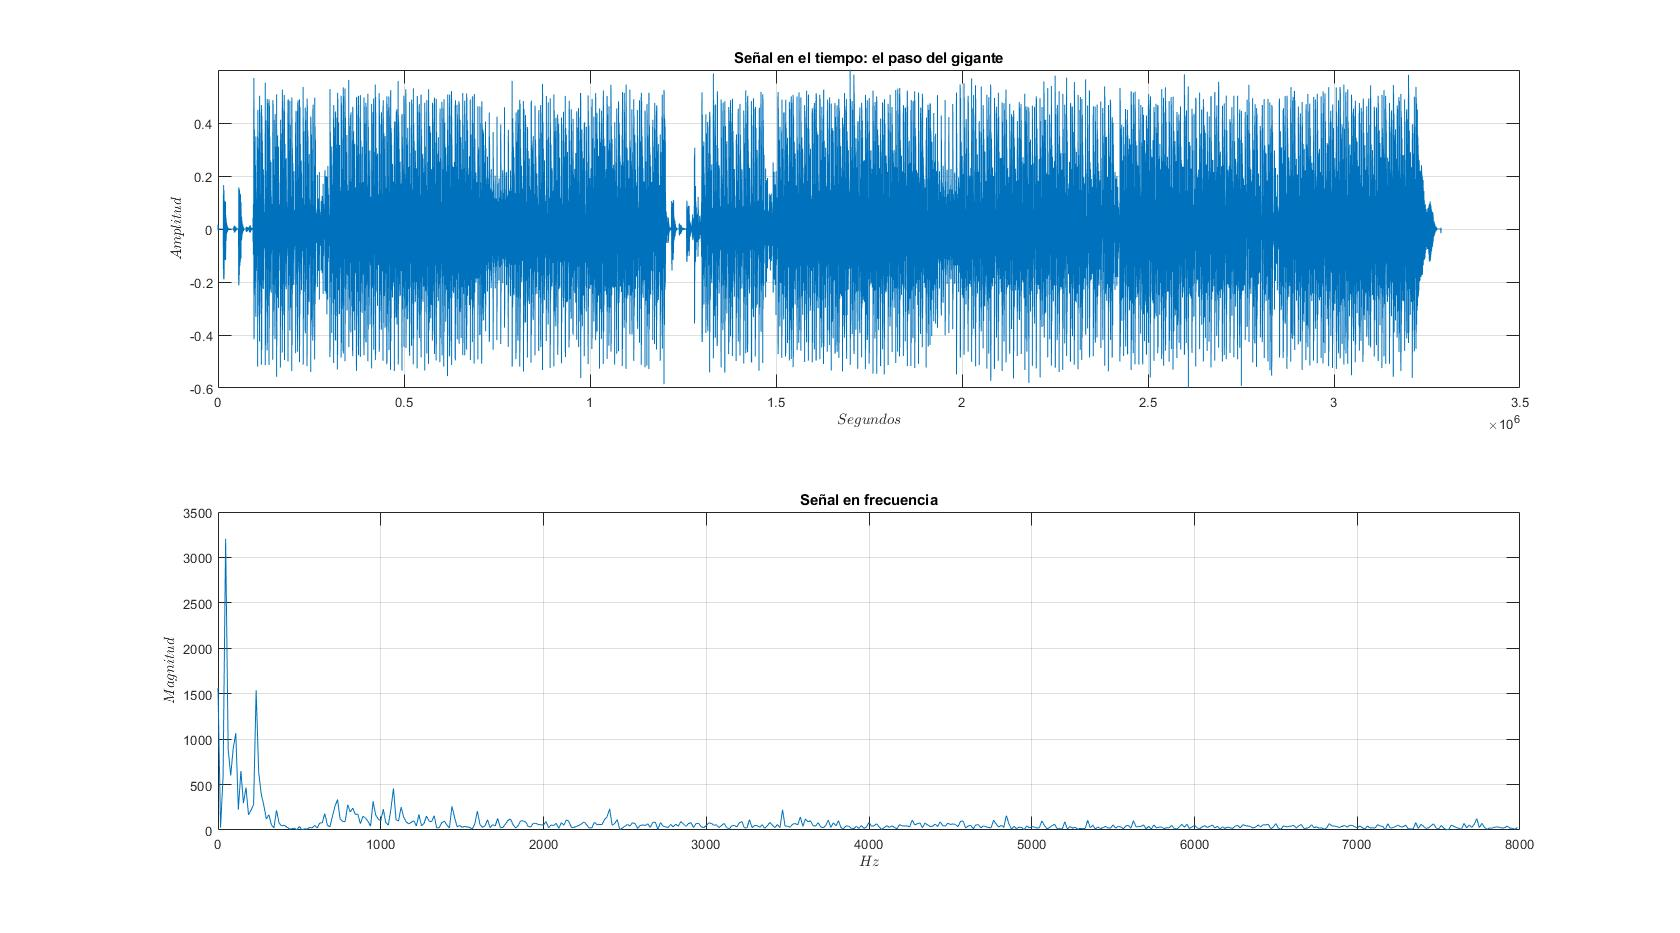 Señal en el tiempo: el paso del gigante
0.4
0.2
0
-0.2
-0.4
-0.6
Amplitud
0 0.5 1 1.5 2 2.5 3 3.5
Segundos
×10^6
Señal en frecuencia
3500
3000
2500
2000
1500
1000
500
0
Magnitud
0 1000 2000 3000 4000 5000 6000 7000 8000
Hz